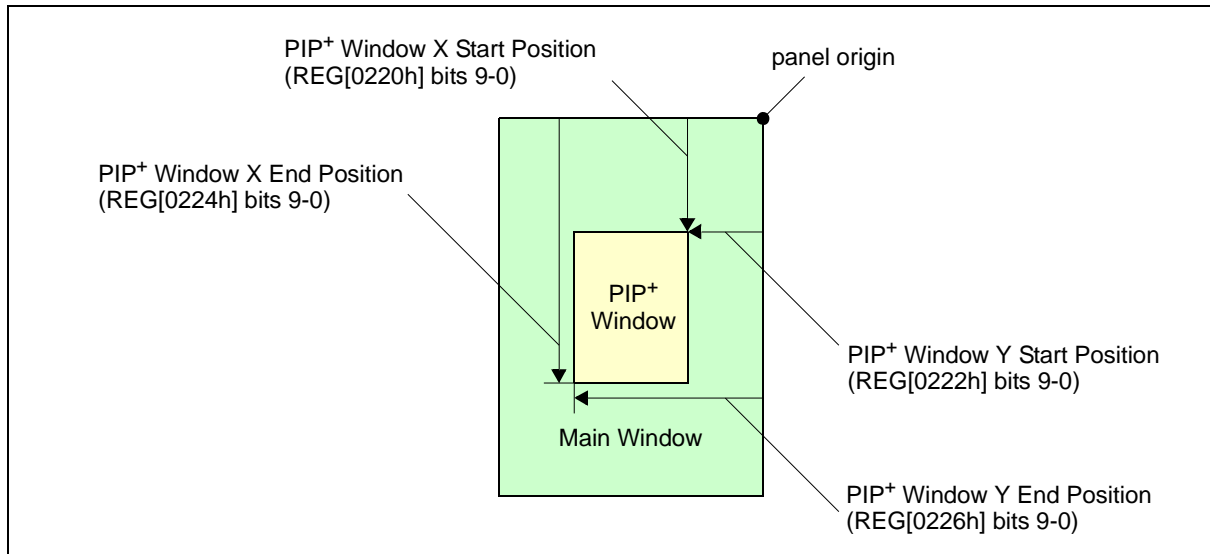 PIP+ Window X Start Position
(REG[0220h] bits 9-0)
panel origin
PIP+ Window X End Position
(REG[0224h] bits 9-0)
PIP+
Window
PIP+ Window Y Start Position
(REG[0222h] bits 9-0)
Main Window
PIP+ Window Y End Position
(REG[0226h] bits 9-0)